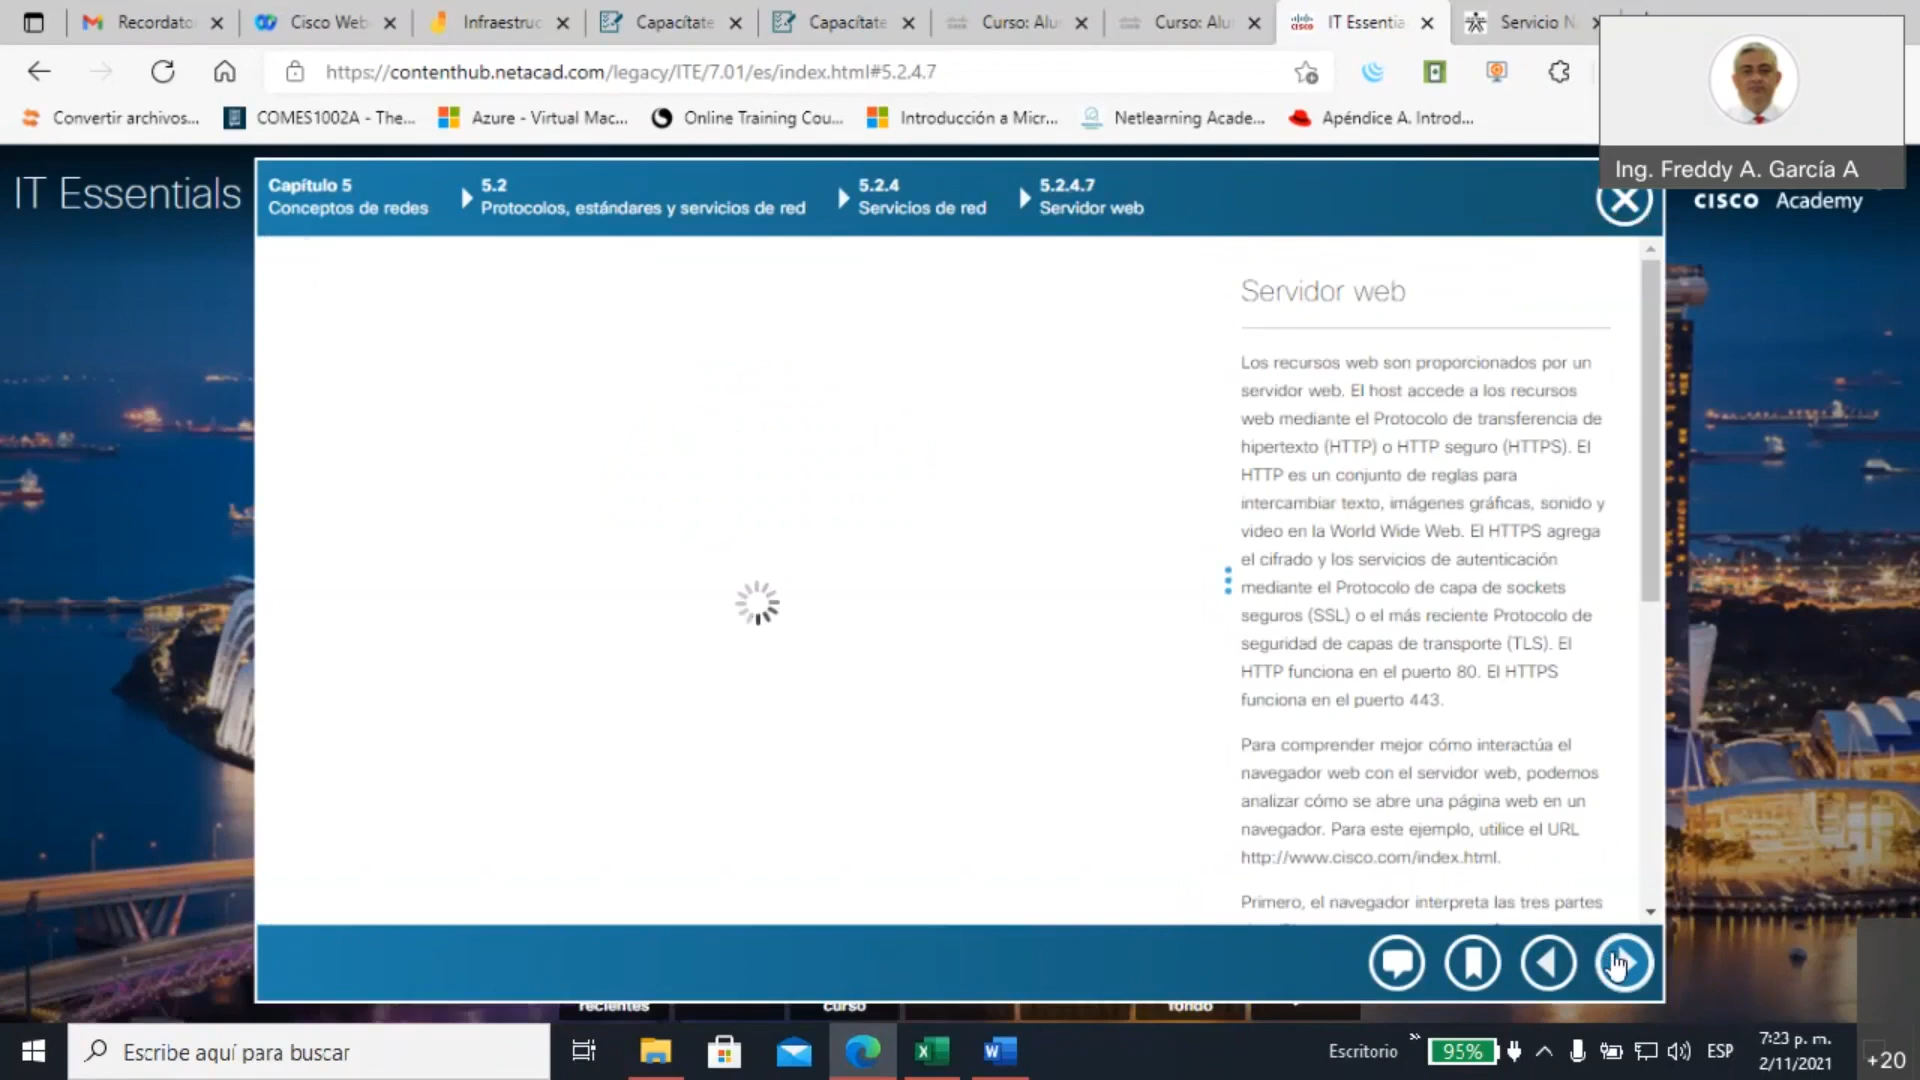 Recordato
Cisco Web
Infraestruc
Capacítate
Capacítate
Curso: Alu
Curso: Alu
IT Essentia
Servicio N
https://contenthub.netacad.com/legacy/ITE/7.01/es/index.html#5.2.4.7
Convertir archivos...
COMES1002A - The...
Azure - Virtual Mac...
Online Training Cou...
Introducción a Micr...
Netlearning Acade...
Apéndice A. Introd...
Ing. Freddy A. García A
IT Essentials
Capítulo 5
Conceptos de redes
5.2
Protocolos, estándares y servicios de red
5.2.4
Servicios de red
5.2.4.7
Servidor web
CISCO Academy
Servidor web
Los recursos web son proporcionados por un
servidor web. El host accede a los recursos
web mediante el Protocolo de transferencia de
hipertexto (HTTP) o HTTP seguro (HTTPS). El
HTTP es un conjunto de reglas para
intercambiar texto, imágenes gráficas, sonido y
video en la World Wide Web. El HTTPS agrega
el cifrado y los servicios de autenticación
mediante el Protocolo de capa de sockets
seguros (SSL) o el más reciente Protocolo de
seguridad de capas de transporte (TLS). El
HTTP funciona en el puerto 80. El HTTPS
funciona en el puerto 443.
Para comprender mejor cómo interactúa el
navegador web con el servidor web, podemos
analizar cómo se abre una página web en un
navegador. Para este ejemplo, utilice el URL
http://www.cisco.com/index.html.
Primero, el navegador interpreta las tres partes
recientes
curso
fondo
Escribe aquí para buscar
Escritorio
95%
ESP
7:23 p. m.
2/11/2021
+20